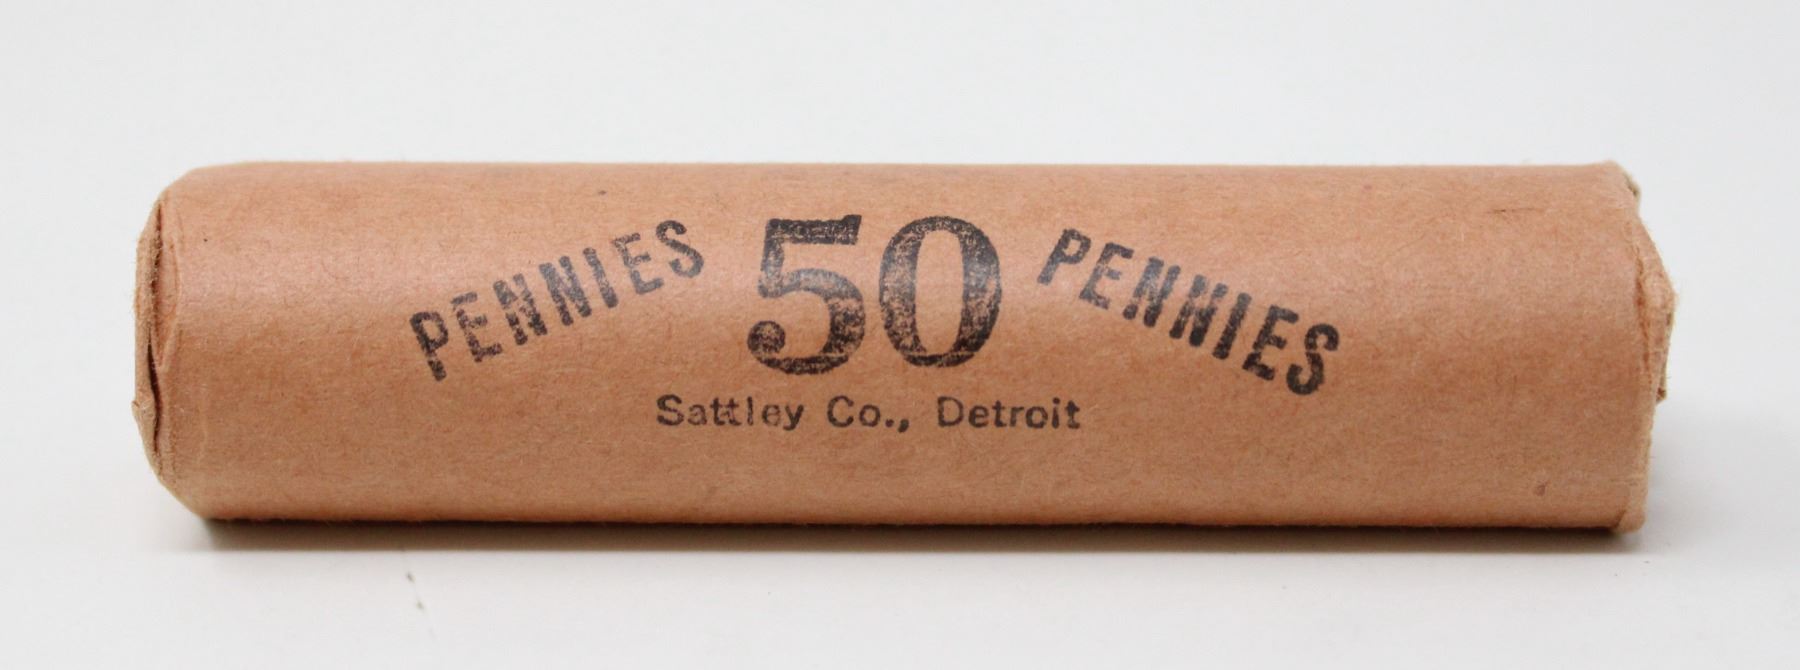 PENNIES 50 PENNIES
Sattley Co., Detroit